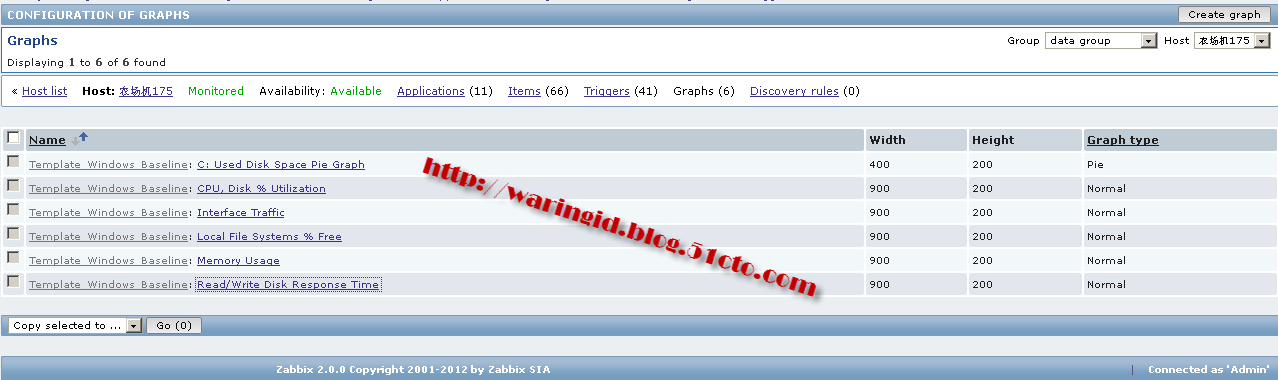 CONFIGURATION OF GRAPHS Create graph
Graphs Group data group Host 农场机175
Displaying 1 to 6 of 6 found
« Host list Host: 农场机175 Monitored Availability: Available Applications (11) Items (66) Triggers (41) Graphs (6) Discovery rules (0)
Name Width Height Graph type
Template Windows Baseline: C: Used Disk Space Pie Graph 400 200 Pie
Template Windows Baseline: CPU, Disk % Utilization 900 200 Normal
Template Windows Baseline: Interface Traffic 900 200 Normal
Template Windows Baseline: Local File Systems % Free 900 200 Normal
Template Windows Baseline: Memory Usage 900 200 Normal
Template Windows Baseline: Read/Write Disk Response Time 900 200 Normal
http://waringid.blog.51cto.com
Copy selected to ... Go (0)
Zabbix 2.0.0 Copyright 2001-2012 by Zabbix SIA | Connected as 'Admin'